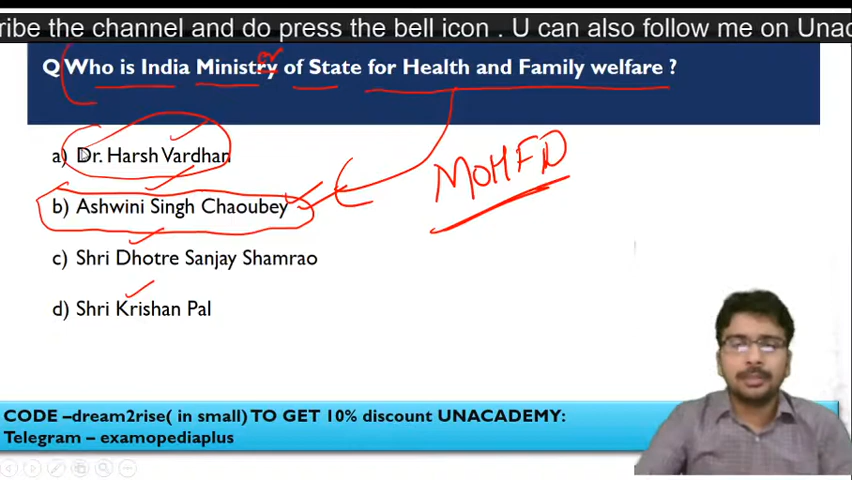 ribe the channel and do press the bell icon . U can also follow me on Unac
Q Who is India Ministry of State for Health and Family welfare ?
or
a) Dr. Harsh Vardhan
MOHFD
b) Ashwini Singh Chaoubey
c) Shri Dhotre Sanjay Shamrao
d) Shri Krishan Pal
CODE –dream2rise( in small) TO GET 10% discount UNACADEMY:
Telegram – examopediaplus